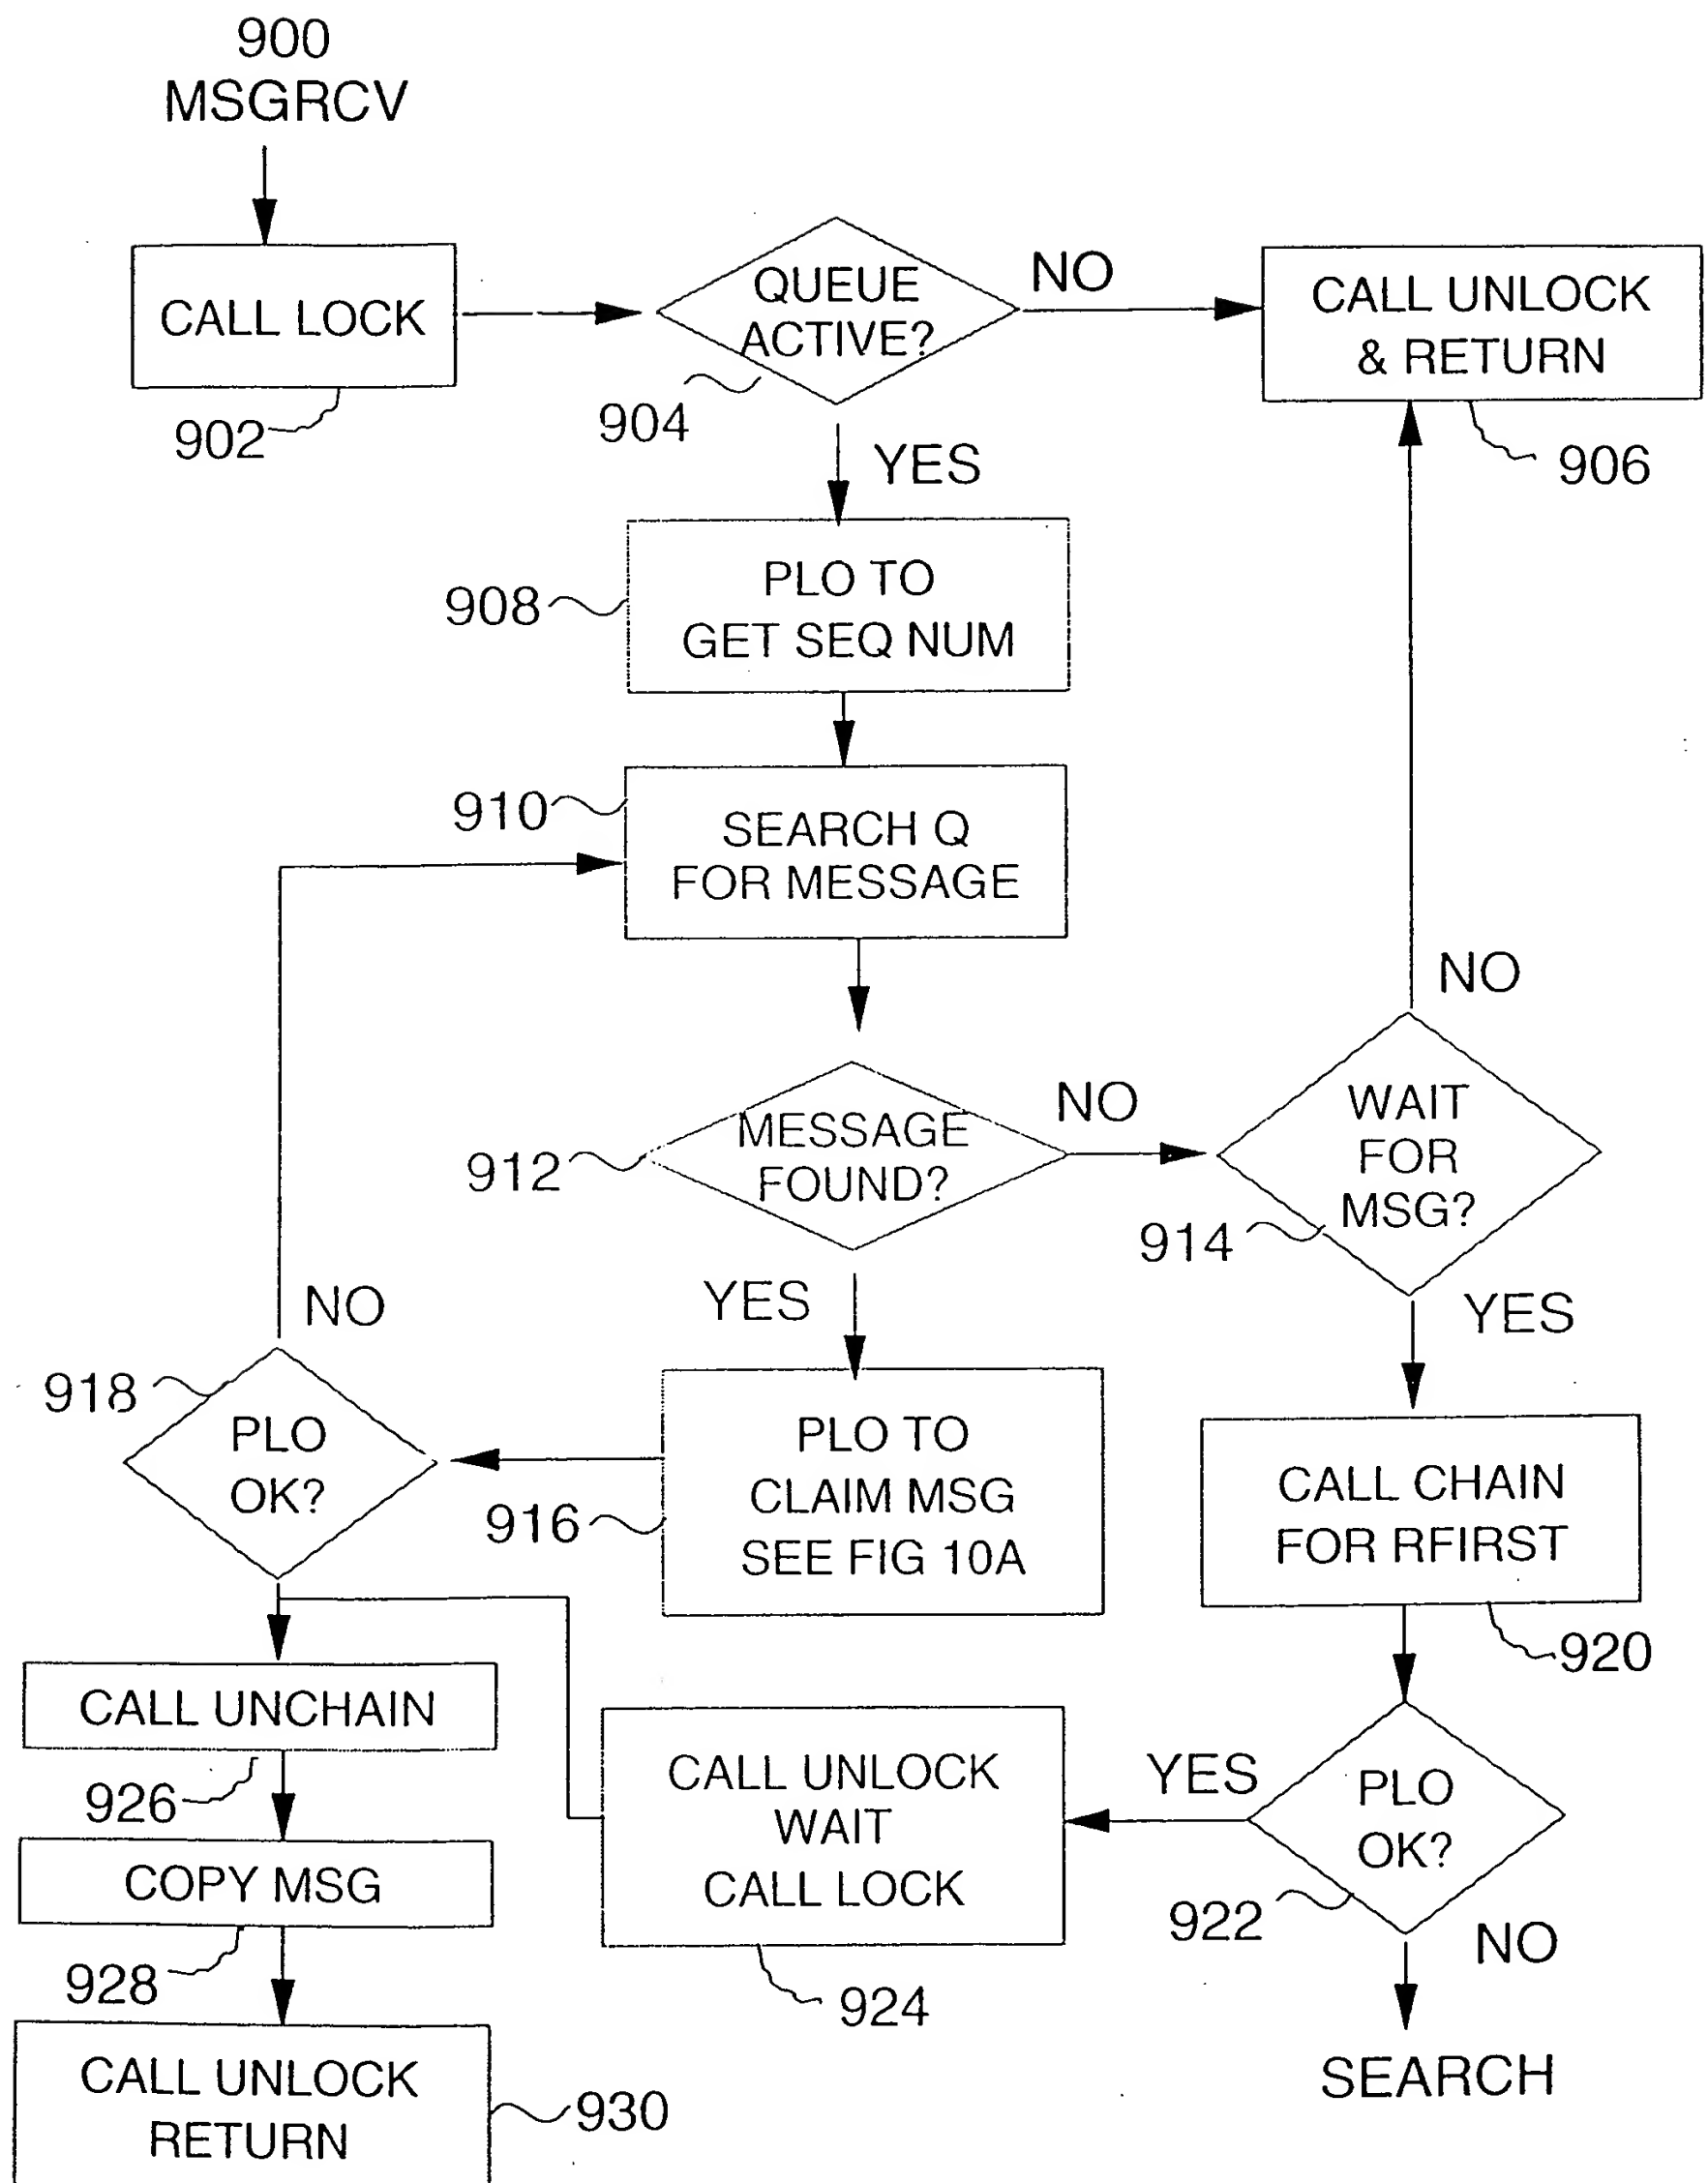 900
MSGRCV
CALL LOCK
902
QUEUE
ACTIVE?
904
NO
CALL UNLOCK
& RETURN
906
YES
PLO TO
GET SEQ NUM
908
SEARCH Q
FOR MESSAGE
910
MESSAGE
FOUND?
912
NO
WAIT
FOR
MSG?
914
NO
YES
YES
PLO TO
CLAIM MSG
SEE FIG 10A
916
PLO
OK?
918
NO
CALL CHAIN
FOR RFIRST
920
PLO
OK?
922
YES
NO
SEARCH
CALL UNLOCK
WAIT
CALL LOCK
924
CALL UNCHAIN
926
COPY MSG
928
CALL UNLOCK
RETURN
930